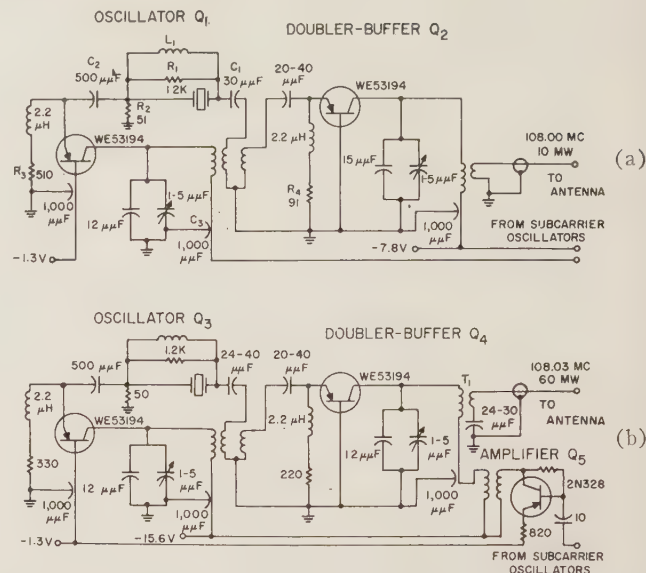 OSCILLATOR Q1
DOUBLER-BUFFER Q2
L1
C2
500 μμF
R1
1.2K
C1
30 μμF
20-40
μμF
WE53194
2.2
μH
R2
51
WE53194
2.2 μH
15 μμF
1-5 μμF
108.00 MC
10 MW
TO
ANTENNA
(a)
R3 510
R4
91
1,000
μμF
12 μμF
1-5
μμF
C3
1,000
μμF
1,000
μμF
FROM SUBCARRIER
OSCILLATORS
-7.8V
-1.3V
OSCILLATOR Q3
DOUBLER-BUFFER Q4
500 μμF
1.2K
24-40
μμF
20-40
μμF
WE53194
T1
108.03 MC
60 MW
2.2
μH
50
WE53194
2.2 μH
24-30
μμF
TO
ANTENNA
(b)
12
μμF
1-5
μμF
AMPLIFIER Q5
330
220
2N328
1,000
μμF
12 μμF
1-5
μμF
1,000
μμF
1,000
μμF
10
820
-1.3V
-15.6V
FROM SUBCARRIER
OSCILLATORS